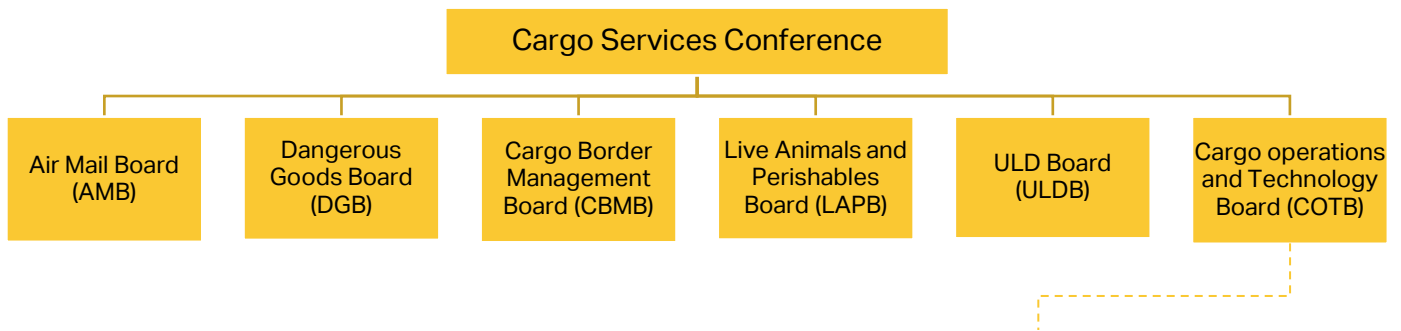 Cargo Services Conference
Air Mail Board
(AMB)
Dangerous
Goods Board
(DGB)
Cargo Border
Management
Board (CBMB)
Live Animals and
Perishables
Board (LAPB)
ULD Board
(ULDB)
Cargo operations
and Technology
Board (COTB)